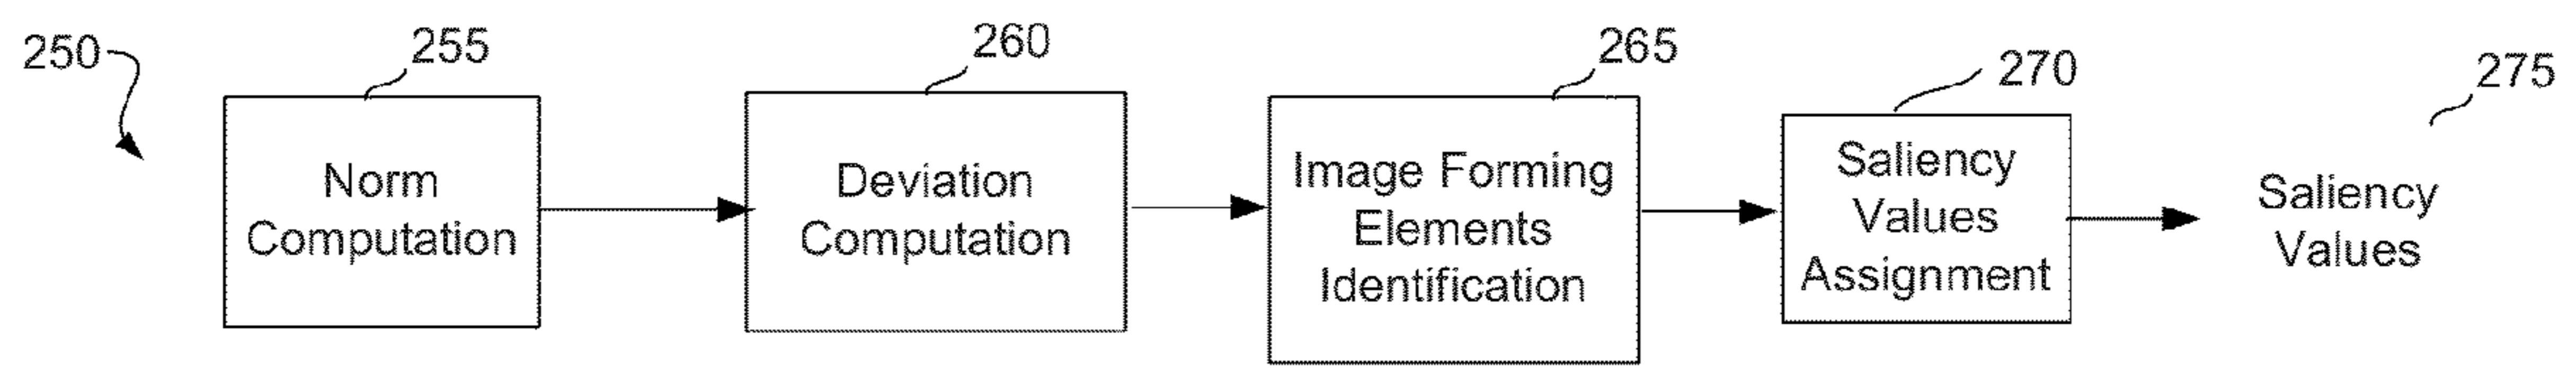 250
255
Norm
Computation
260
Deviation
Computation
265
Image Forming
Elements
Identification
270
Saliency
Values
Assignment
275
Saliency
Values